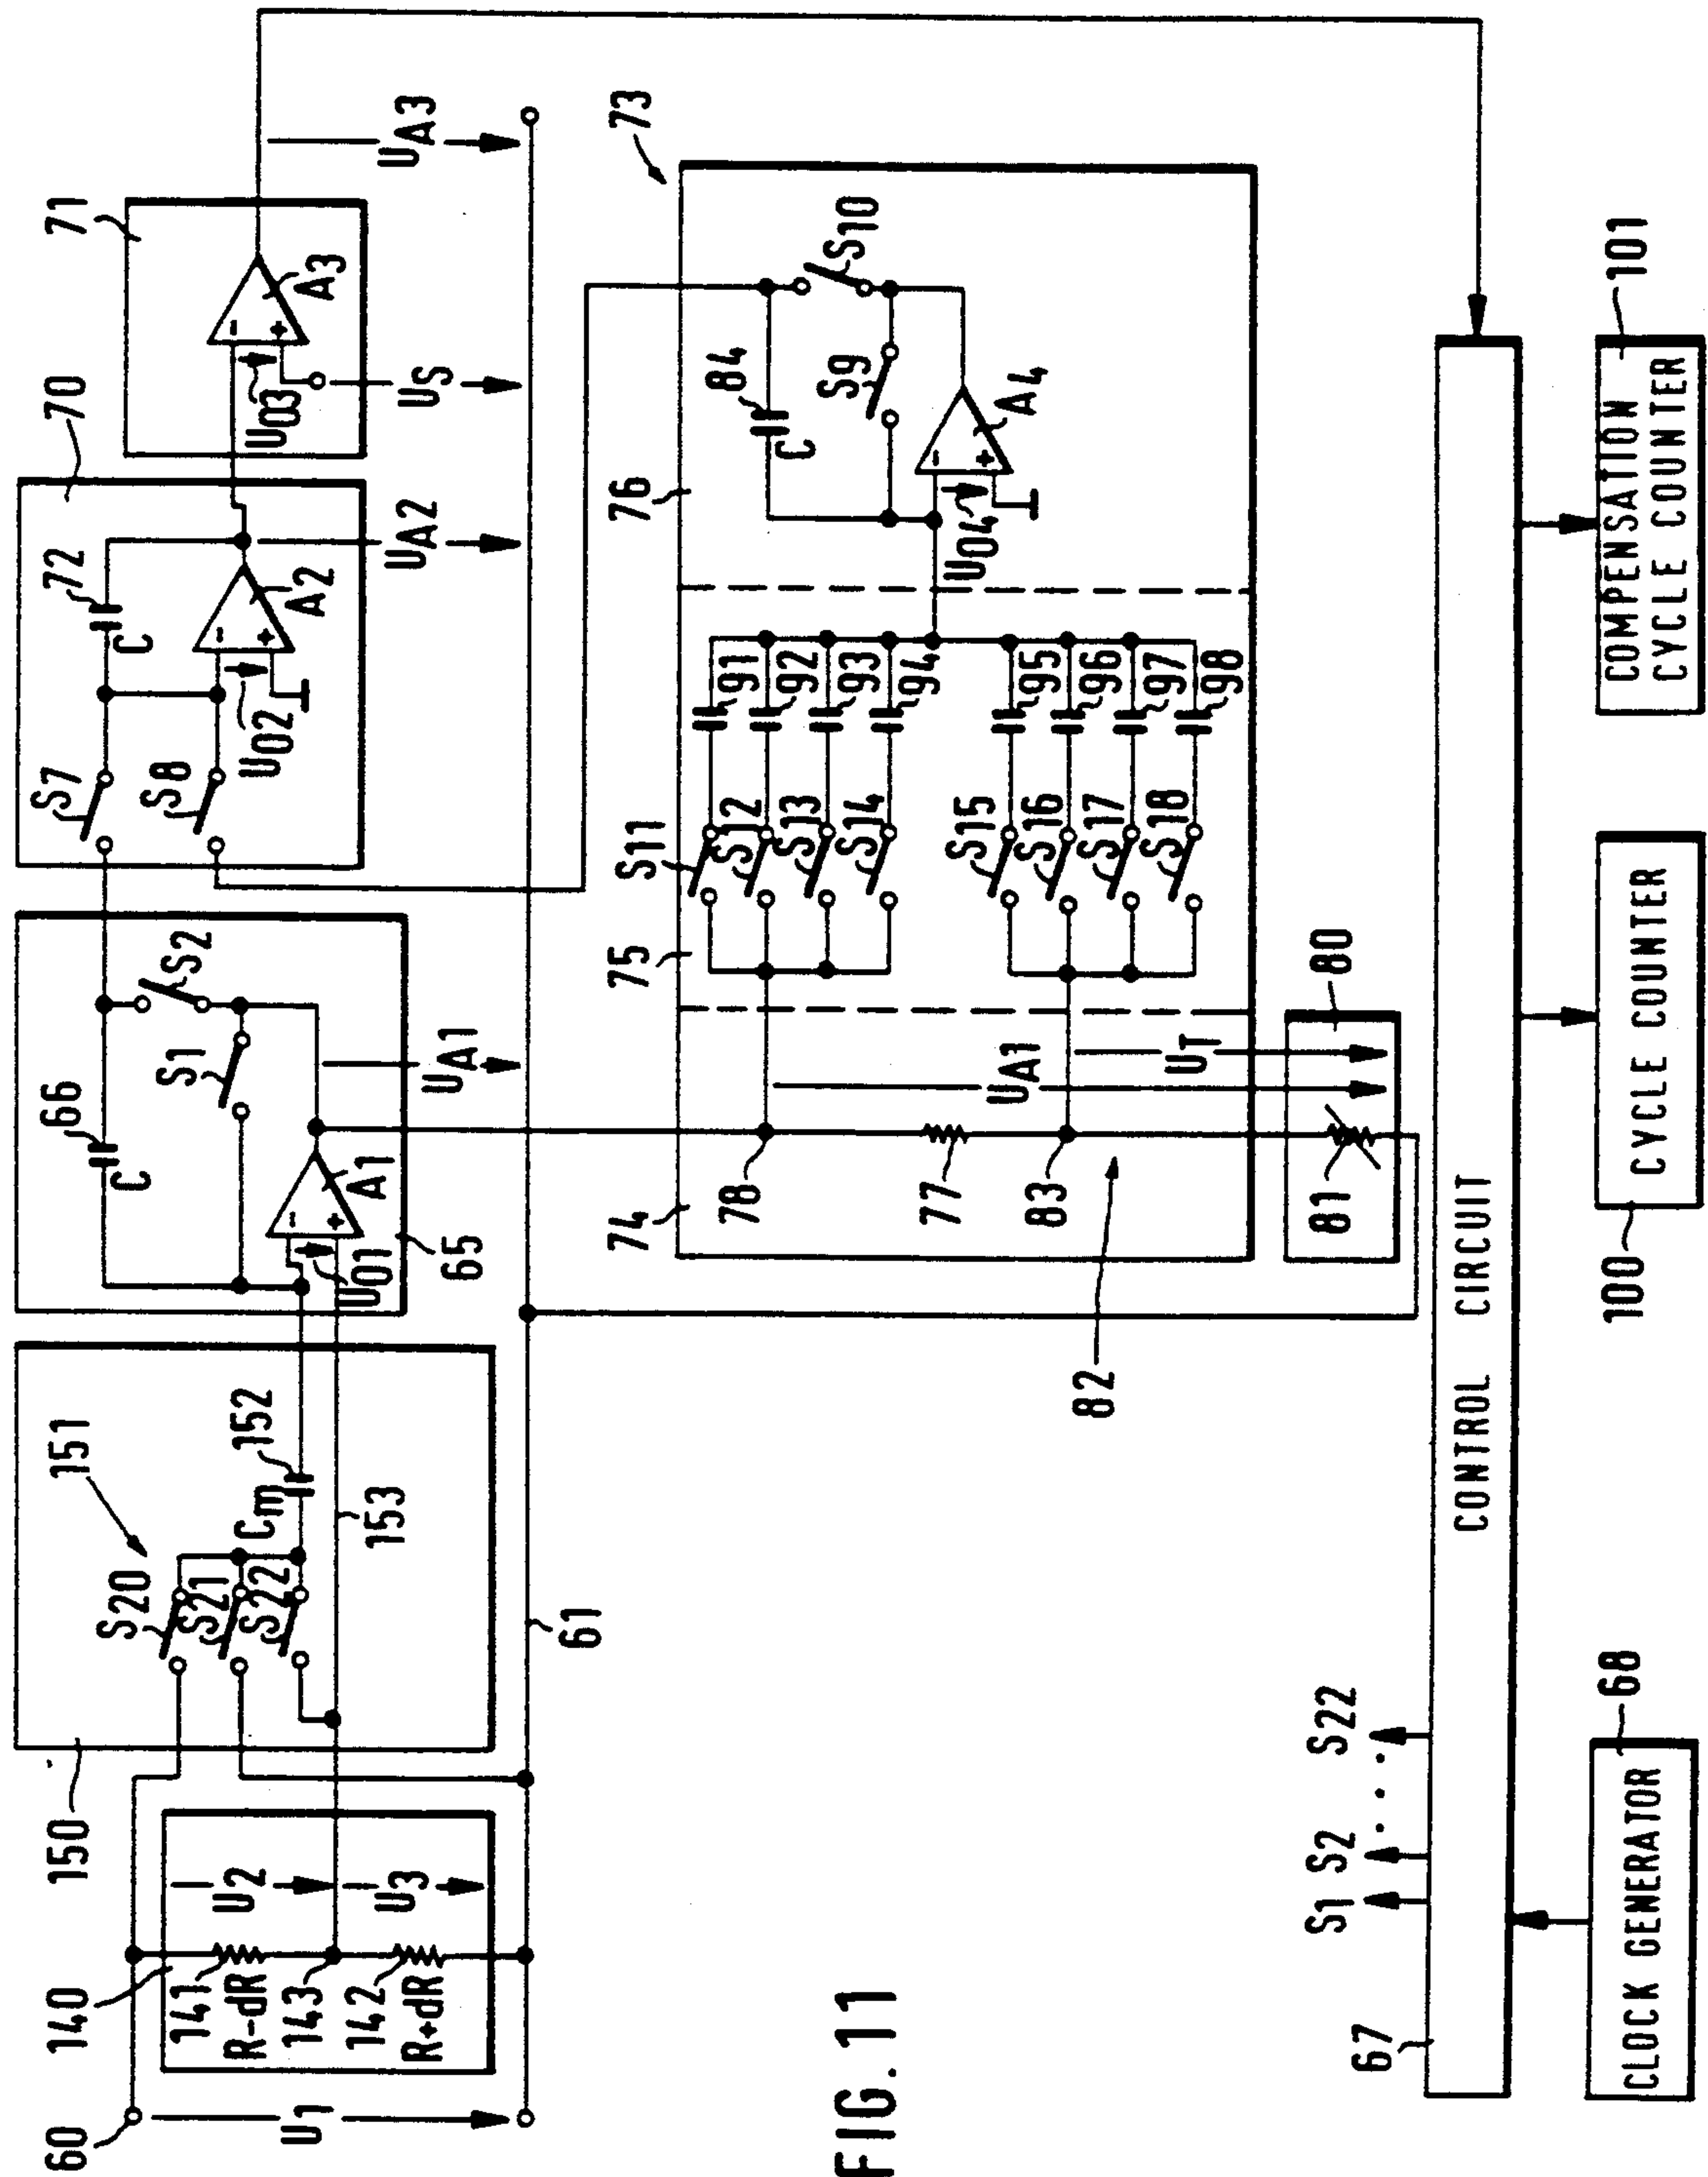 60
U1
140
141
R-dR
143
142
R+dR
U2
U3
150
S20
S21
S22
151
Cm
152
153
61
66
C
S1
S2
A1
U01
65
UA1
70
S7
S8
72
C
A2
U02
UA2
71
A3
U03
US
UA3
73
74
75
76
78
77
83
82
UA1
UT
80
81
S11
S12
S13
S14
S15
S16
S17
S18
91
92
93
94
95
96
97
98
84
C
S9
S10
A4
U04
S1 S2 . . . S22
67
CONTROL CIRCUIT
68
CLOCK GENERATOR
100
CYCLE COUNTER
101
COMPENSATION
CYCLE COUNTER
FIG.11